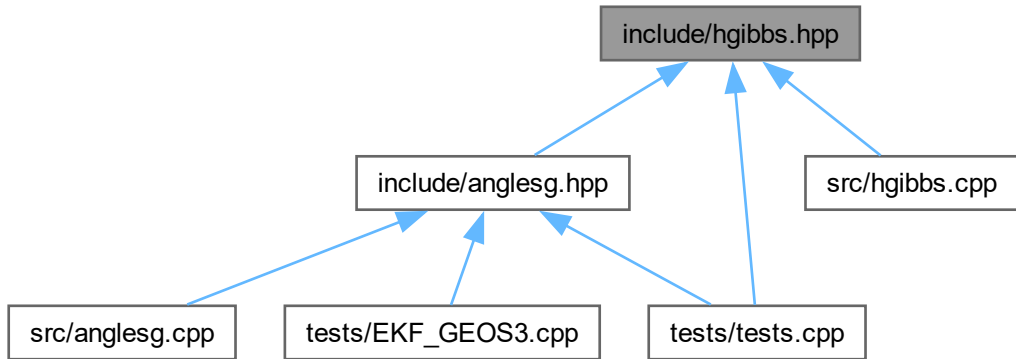 include/hgibbs.hpp
include/anglesg.hpp
src/hgibbs.cpp
src/anglesg.cpp
tests/EKF_GEOS3.cpp
tests/tests.cpp